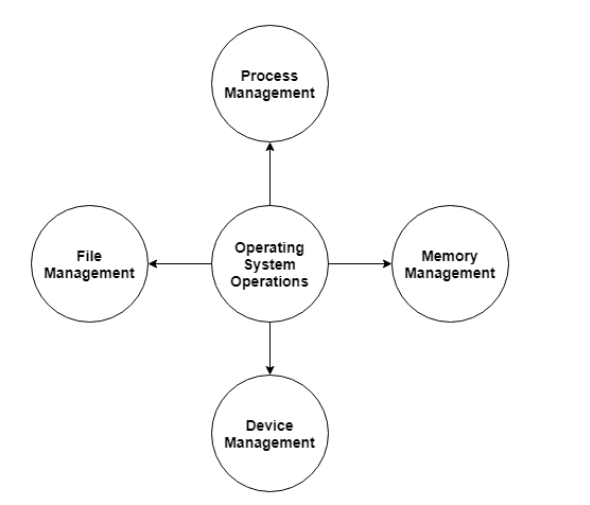 Process
Management
File
Management
Operating
System
Operations
Memory
Management
Device
Management